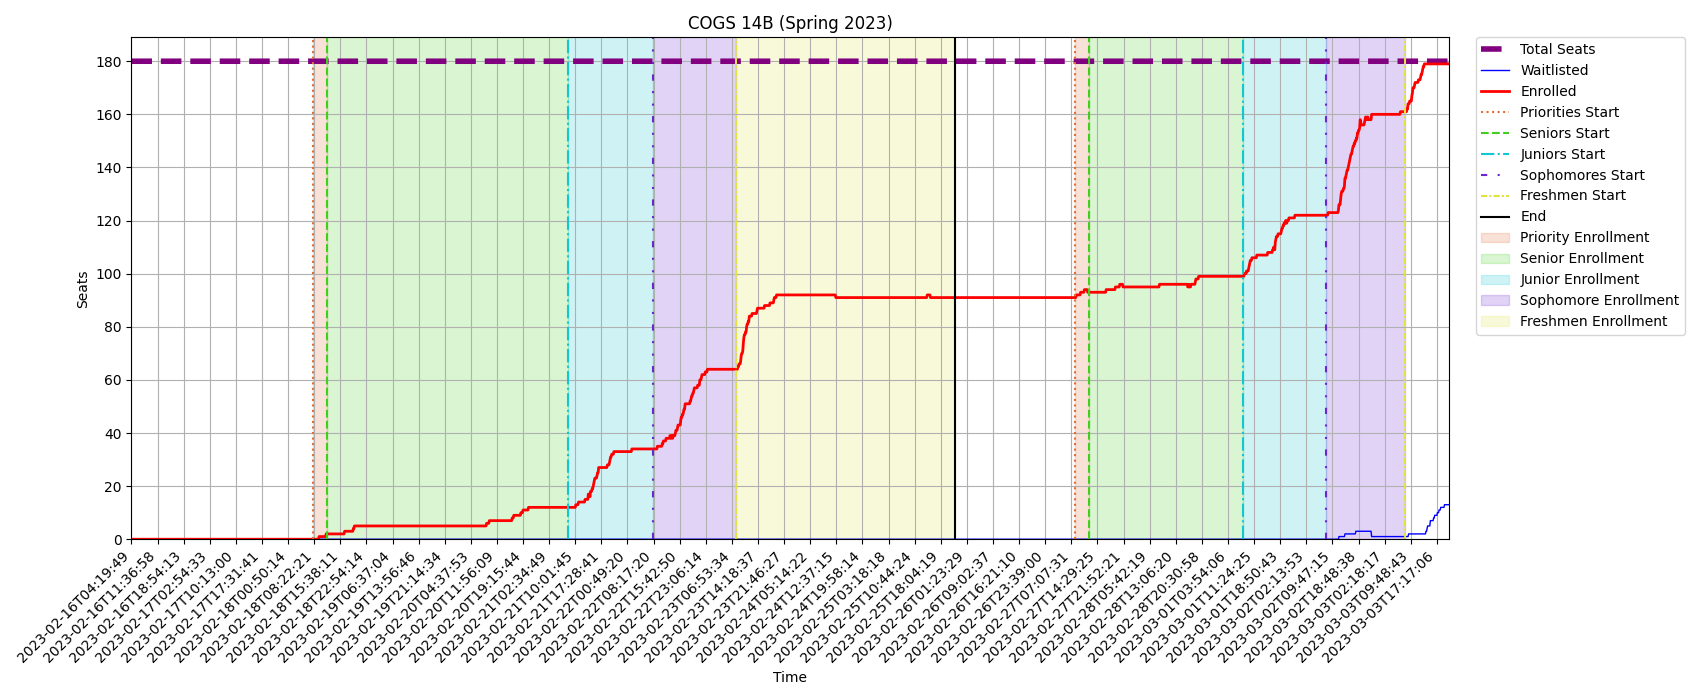 COGS 14B (Spring 2023)
Seats
180
160
140
120
100
80
60
40
20
0
2023-02-16T04:19:49
2023-02-16T11:36:58
2023-02-16T18:54:13
2023-02-17T02:54:33
2023-02-17T10:13:00
2023-02-17T17:31:41
2023-02-18T00:50:14
2023-02-18T08:22:21
2023-02-18T15:38:11
2023-02-18T22:54:14
2023-02-19T06:37:04
2023-02-19T13:56:46
2023-02-19T21:14:34
2023-02-20T04:37:53
2023-02-20T11:56:09
2023-02-20T19:15:44
2023-02-21T02:34:49
2023-02-21T10:01:45
2023-02-21T17:28:41
2023-02-22T00:49:20
2023-02-22T08:17:20
2023-02-22T15:42:50
2023-02-22T23:06:14
2023-02-23T06:53:34
2023-02-23T14:18:37
2023-02-23T21:46:27
2023-02-24T05:14:22
2023-02-24T12:37:15
2023-02-24T19:58:14
2023-02-25T03:18:18
2023-02-25T10:44:24
2023-02-25T18:04:19
2023-02-26T01:23:29
2023-02-26T09:02:37
2023-02-26T16:21:10
2023-02-26T23:39:00
2023-02-27T07:07:31
2023-02-27T14:29:25
2023-02-27T21:52:21
2023-02-28T05:42:19
2023-02-28T13:06:20
2023-02-28T20:30:58
2023-03-01T03:54:06
2023-03-01T11:24:25
2023-03-01T18:50:43
2023-03-02T02:13:53
2023-03-02T09:47:15
2023-03-02T18:48:38
2023-03-03T02:18:17
2023-03-03T09:48:43
2023-03-03T17:17:06
Time
Total Seats
Waitlisted
Enrolled
Priorities Start
Seniors Start
Juniors Start
Sophomores Start
Freshmen Start
End
Priority Enrollment
Senior Enrollment
Junior Enrollment
Sophomore Enrollment
Freshmen Enrollment